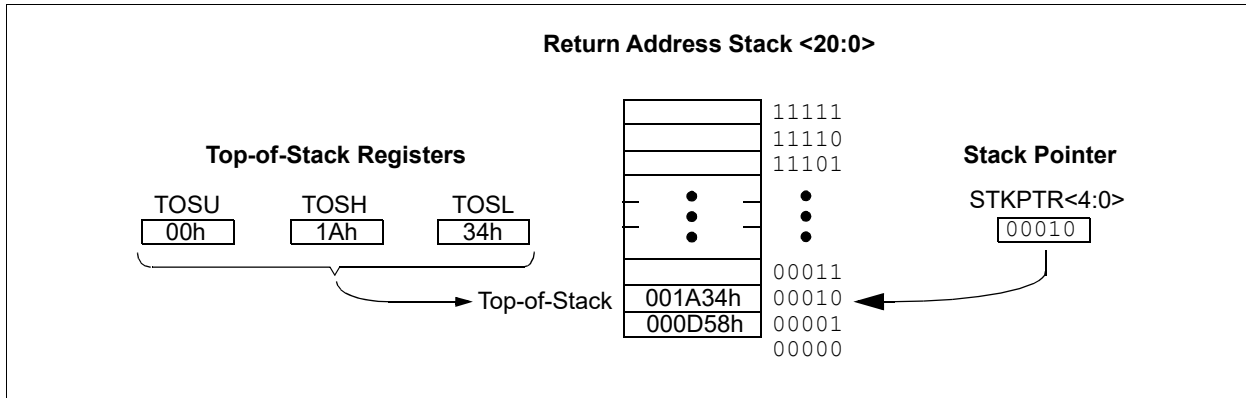 Return Address Stack <20:0>
11111
11110
11101
Top-of-Stack Registers
Stack Pointer
TOSU TOSH TOSL
STKPTR<4:0>
00h 1Ah 34h
00010
00011
Top-of-Stack 001A34h 00010
000D58h 00001
00000